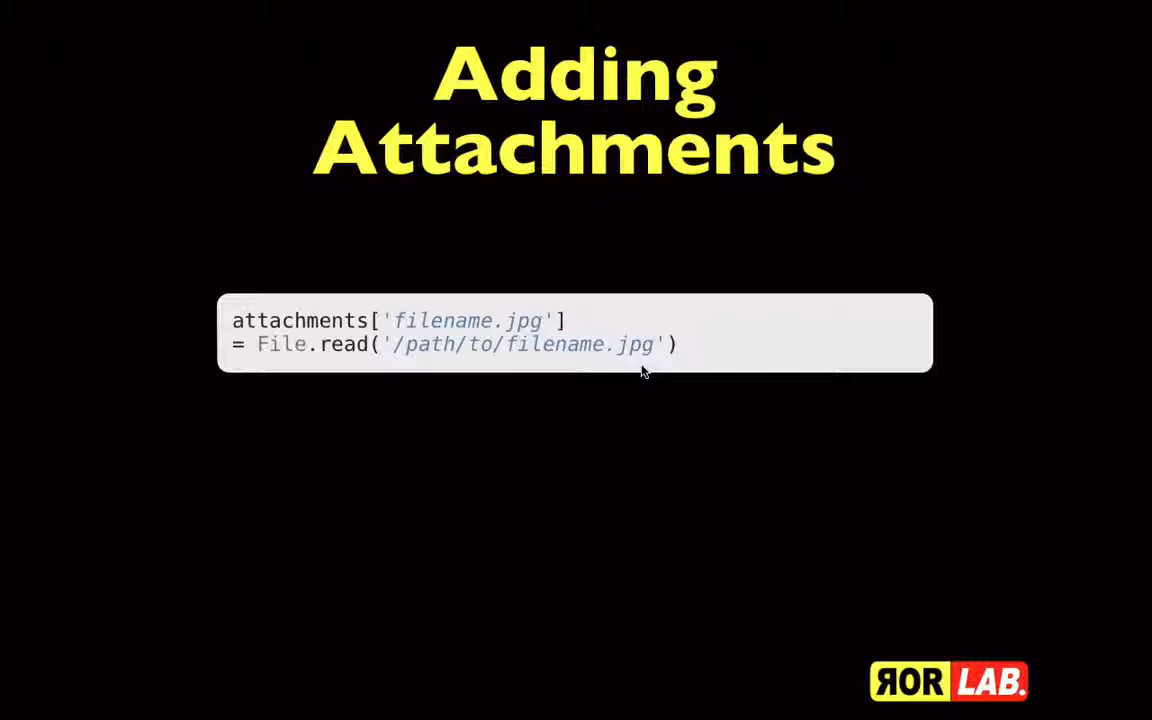 Adding
Attachments
attachments['filename.jpg']
= File.read('/path/to/filename.jpg')
ЯOR LAB.